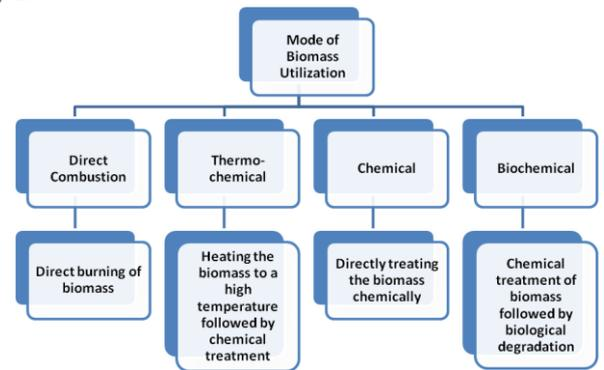 Mode of
Biomass
Utilization
Direct
Combustion
Thermo-
chemical
Chemical
Biochemical
Direct burning of
biomass
Heating the
biomass to a
high
temperature
followed by
chemical
treatment
Directly treating
the biomass
chemically
Chemical
treatment of
biomass
followed by
biological
degradation